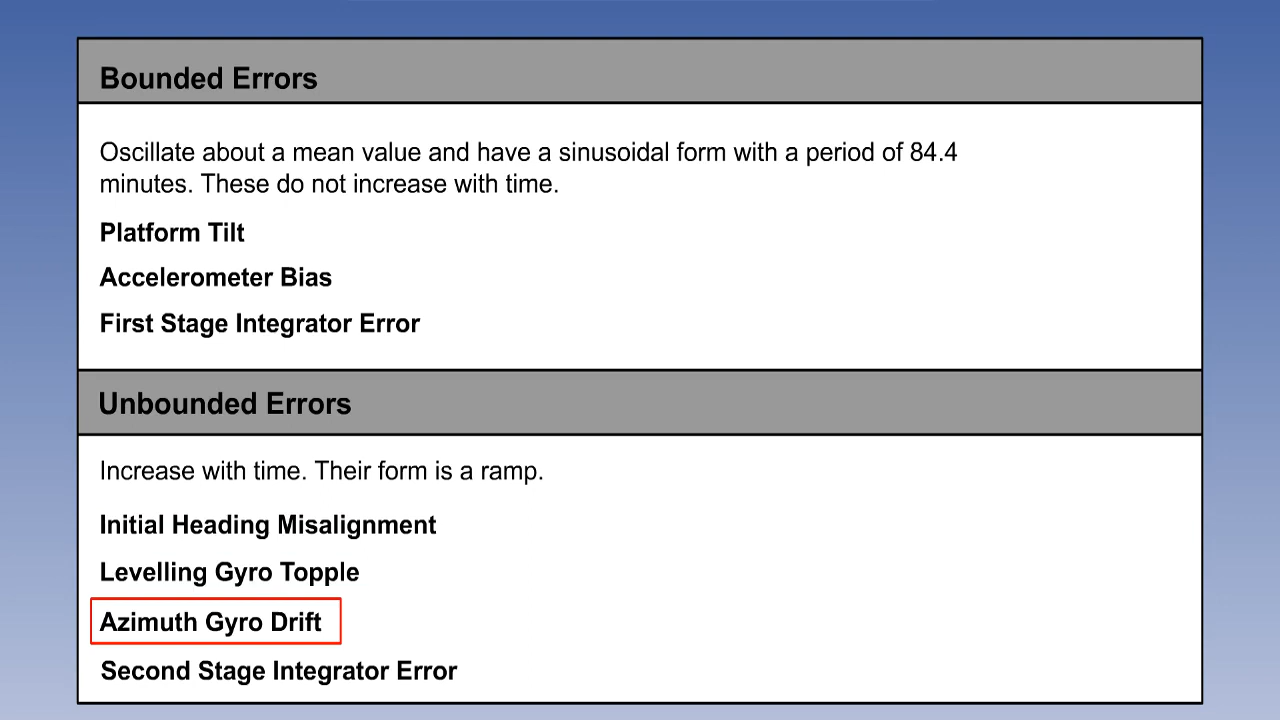 Bounded Errors
Oscillate about a mean value and have a sinusoidal form with a period of 84.4
minutes. These do not increase with time.
Platform Tilt
Accelerometer Bias
First Stage Integrator Error
Unbounded Errors
Increase with time. Their form is a ramp.
Initial Heading Misalignment
Levelling Gyro Topple
Azimuth Gyro Drift
Second Stage Integrator Error